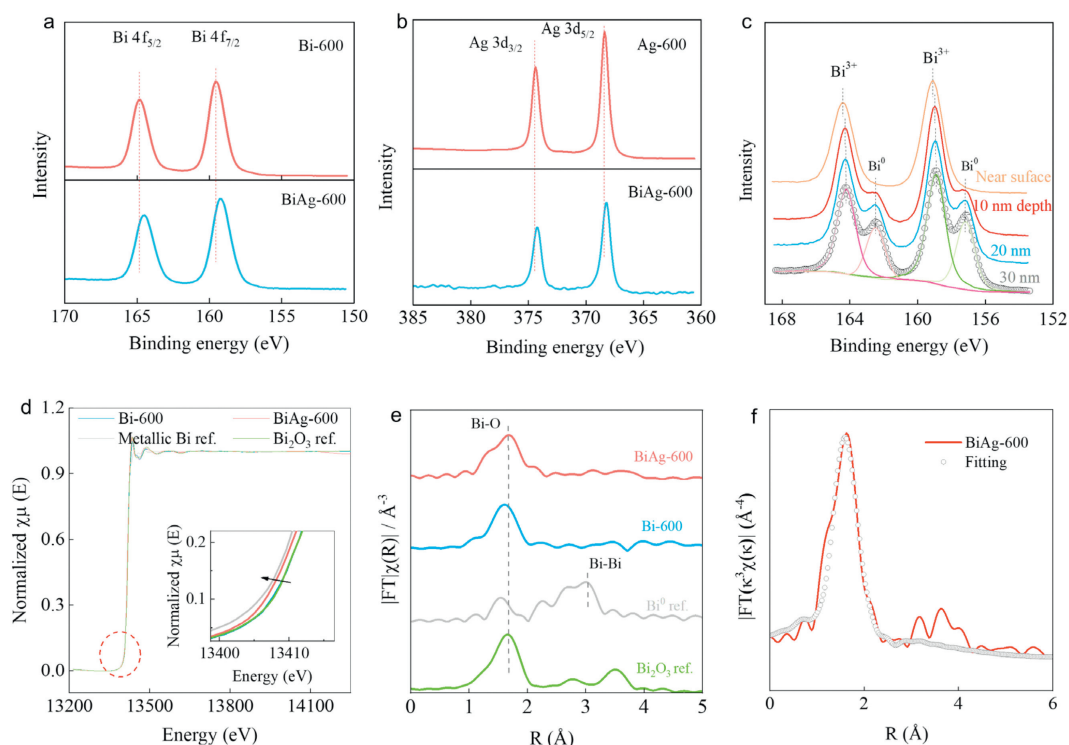 a
Bi 4f5/2
Bi 4f7/2
Bi-600
BiAg-600
Intensity
170 165 160 155 150
Binding energy (eV)
b
Ag 3d3/2
Ag 3d5/2
Ag-600
BiAg-600
Intensity
385 380 375 370 365 360
Binding energy (eV)
c
Bi3+
Bi3+
Bi0
Bi0
Near suface
10 nm depth
20 nm
30 nm
Intensity
168 164 160 156 152
Binding energy (eV)
d
Bi-600
BiAg-600
Metallic Bi ref.
Bi2O3 ref.
Normalized χμ (E)
1.2
0.9
0.6
0.3
0.0
13200 13500 13800 14100
Energy (eV)
Normalized χμ (E)
0.2
0.1
13400 13410
Energy (eV)
e
Bi-O
BiAg-600
Bi-600
Bi-Bi
Bi0 ref.
Bi2O3 ref.
|FT|χ(R)| / Å-3
0 1 2 3 4 5
R (Å)
f
BiAg-600
Fitting
|FT(κ3χ(κ)| (Å-4)
0 2 4 6
R (Å)